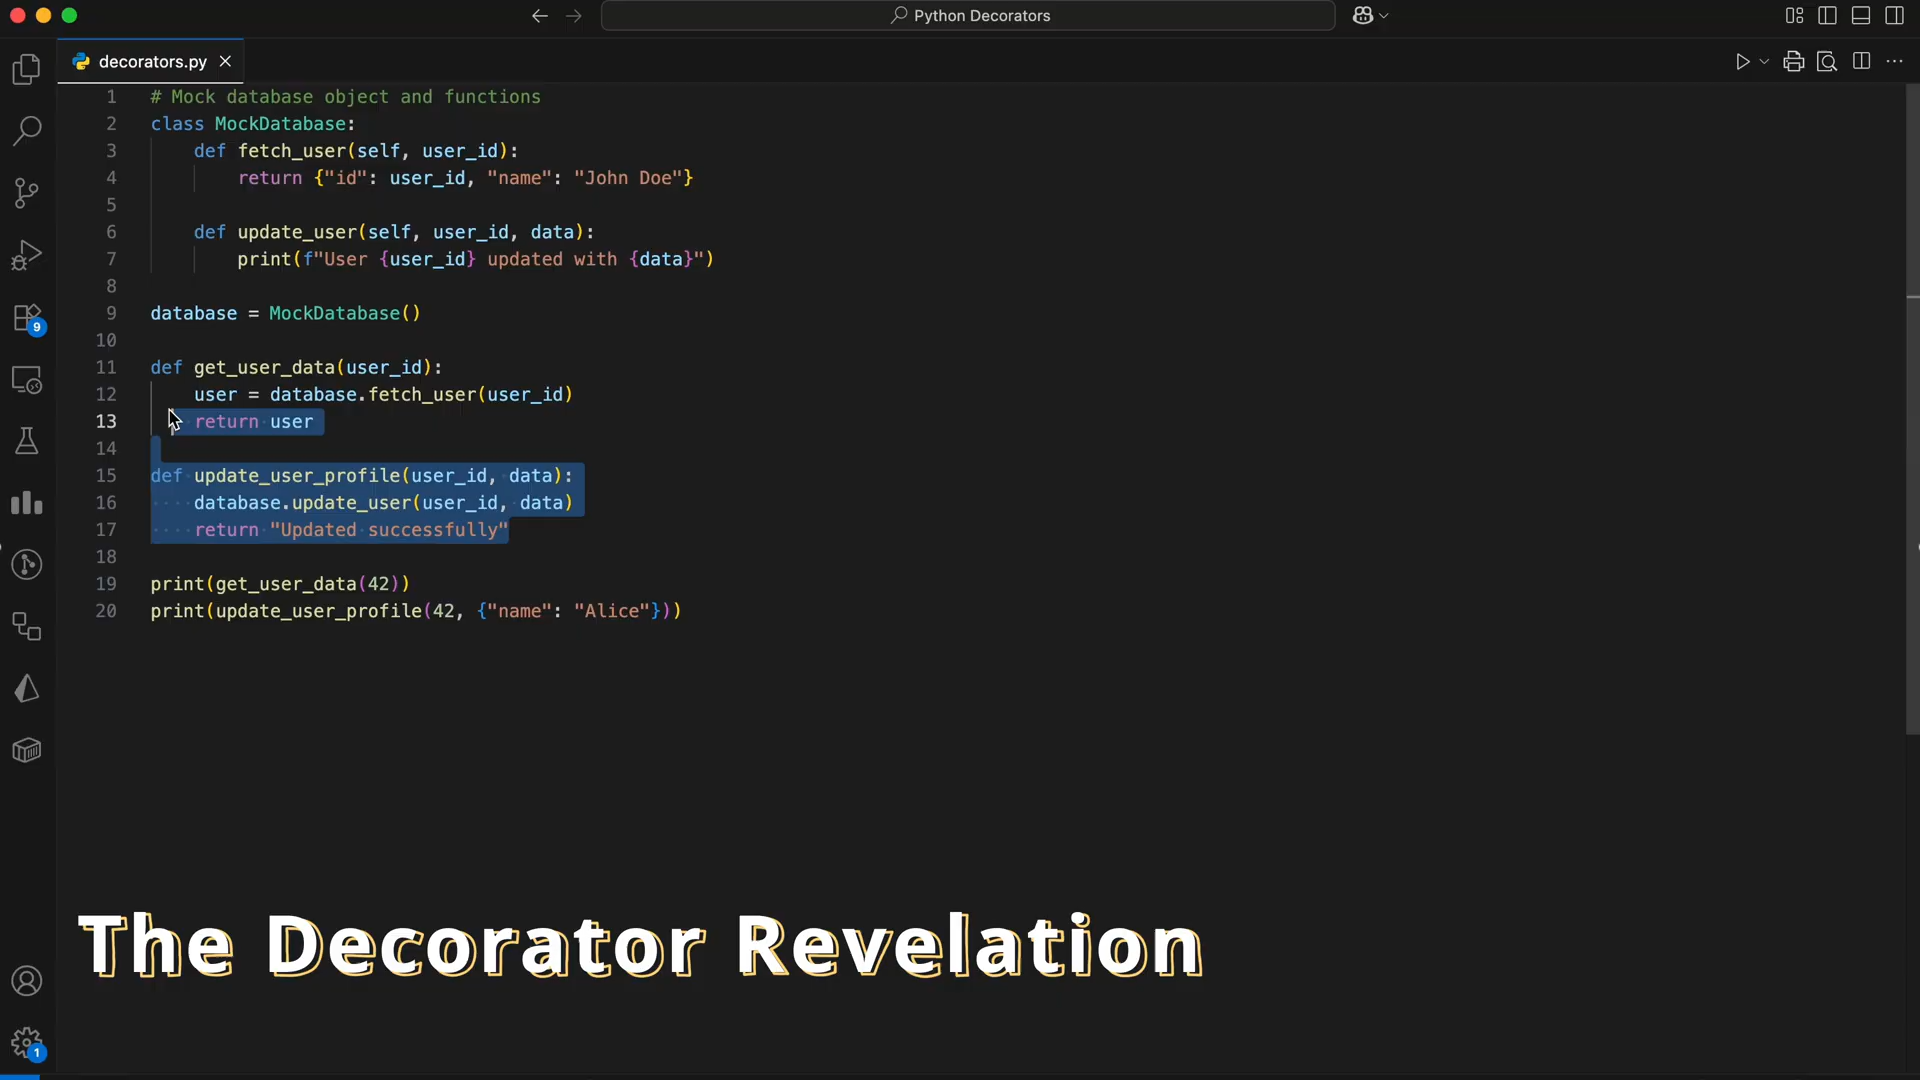 Python Decorators
decorators.py
1 # Mock database object and functions
2 class MockDatabase:
3     def fetch_user(self, user_id):
4         return {"id": user_id, "name": "John Doe"}
5
6     def update_user(self, user_id, data):
7         print(f"User {user_id} updated with {data}")
8
9 database = MockDatabase()
10
11 def get_user_data(user_id):
12     user = database.fetch_user(user_id)
13     return user
14
15 def update_user_profile(user_id, data):
16     database.update_user(user_id, data)
17     return "Updated successfully"
18
19 print(get_user_data(42))
20 print(update_user_profile(42, {"name": "Alice"}))
9
The Decorator Revelation
1